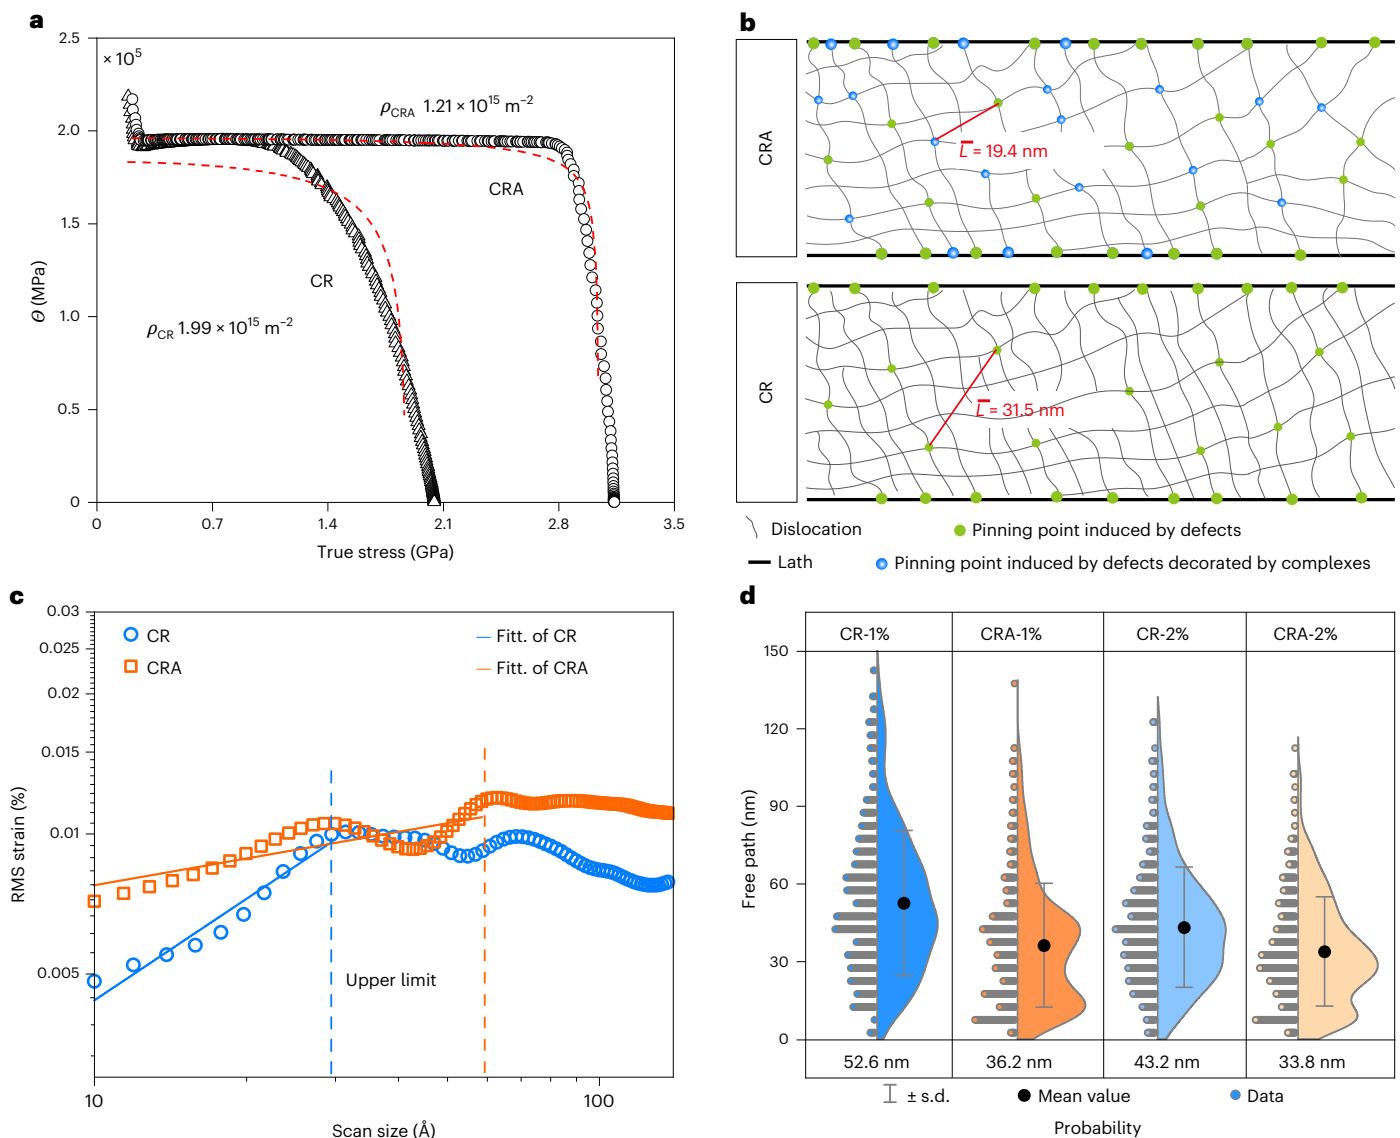 a
2.5
× 10⁵
2.0
1.5
1.0
0.5
0
Θ (MPa)
ρCRA 1.21 × 10¹⁵ m⁻²
CRA
CR
ρCR 1.99 × 10¹⁵ m⁻²
0
0.7
1.4
2.1
2.8
3.5
True stress (GPa)
b
CRA
L̅ = 19.4 nm
CR
L̅ = 31.5 nm
Dislocation
Pinning point induced by defects
Lath
Pinning point induced by defects decorated by complexes
c
0.03
0.025
0.02
0.015
0.01
0.005
RMS strain (%)
CR
CRA
Fitt. of CR
Fitt. of CRA
Upper limit
10
100
Scan size (Å)
d
CR-1%
CRA-1%
CR-2%
CRA-2%
150
120
90
60
30
0
Free path (nm)
52.6 nm
36.2 nm
43.2 nm
33.8 nm
± s.d.
Mean value
Data
Probability